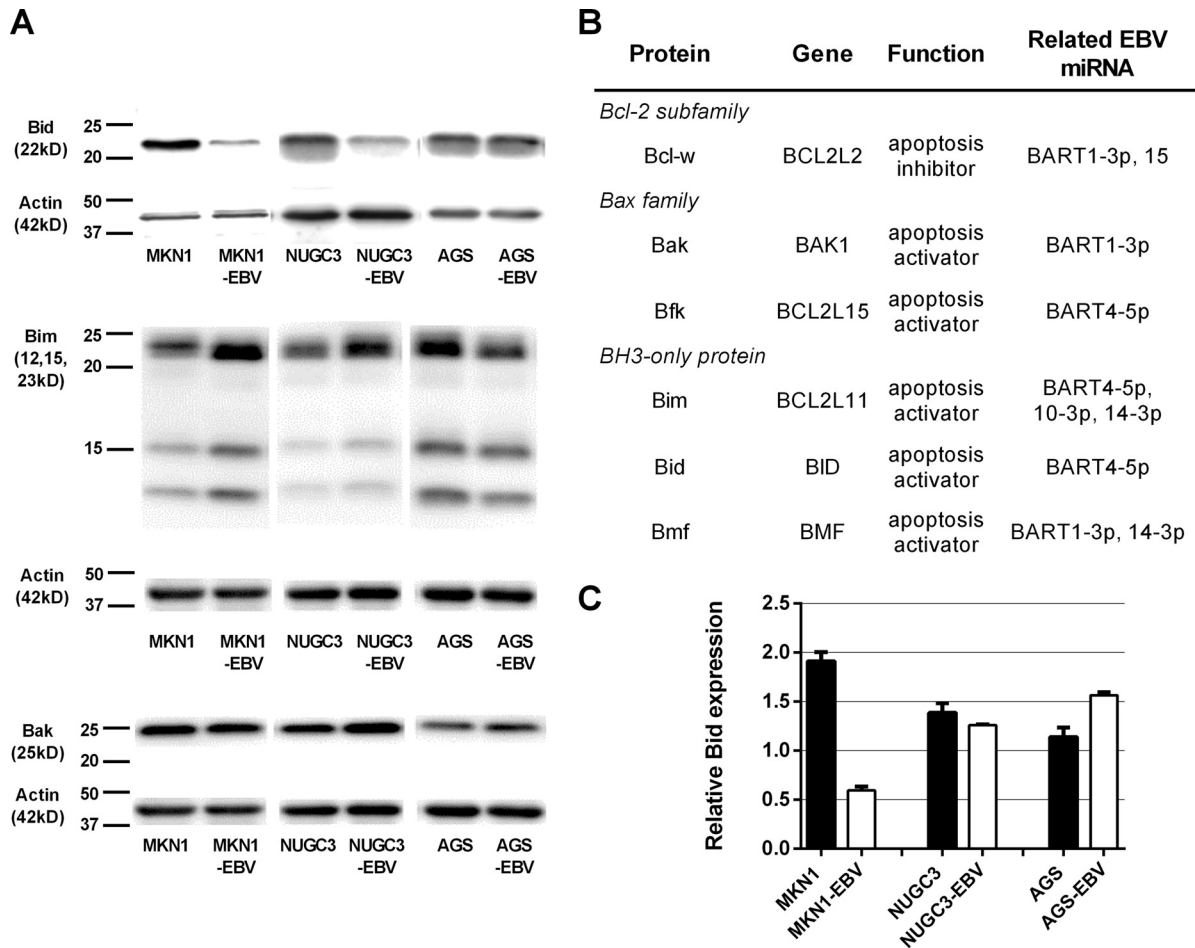 A
Bid
(22kD)
25
20
Actin
(42kD)
50
37
MKN1
MKN1
-EBV
NUGC3
NUGC3
-EBV
AGS
AGS
-EBV
Bim
(12,15,
23kD)
25
20
15
Actin
(42kD)
50
37
MKN1
MKN1
-EBV
NUGC3
NUGC3
-EBV
AGS
AGS
-EBV
Bak
(25kD)
25
20
Actin
(42kD)
50
37
MKN1
MKN1
-EBV
NUGC3
NUGC3
-EBV
AGS
AGS
-EBV
B
Protein Gene Function Related EBV
miRNA
Bcl-2 subfamily
Bcl-w BCL2L2 apoptosis
inhibitor BART1-3p, 15
Bax family
Bak BAK1 apoptosis
activator BART1-3p
Bfk BCL2L15 apoptosis
activator BART4-5p
BH3-only protein
Bim BCL2L11 apoptosis
activator BART4-5p,
10-3p, 14-3p
Bid BID apoptosis
activator BART4-5p
Bmf BMF apoptosis
activator BART1-3p, 14-3p
C
Relative Bid expression
2.5
2.0
1.5
1.0
0.5
0.0
MKN1
MKN1-EBV
NUGC3
NUGC3-EBV
AGS
AGS-EBV